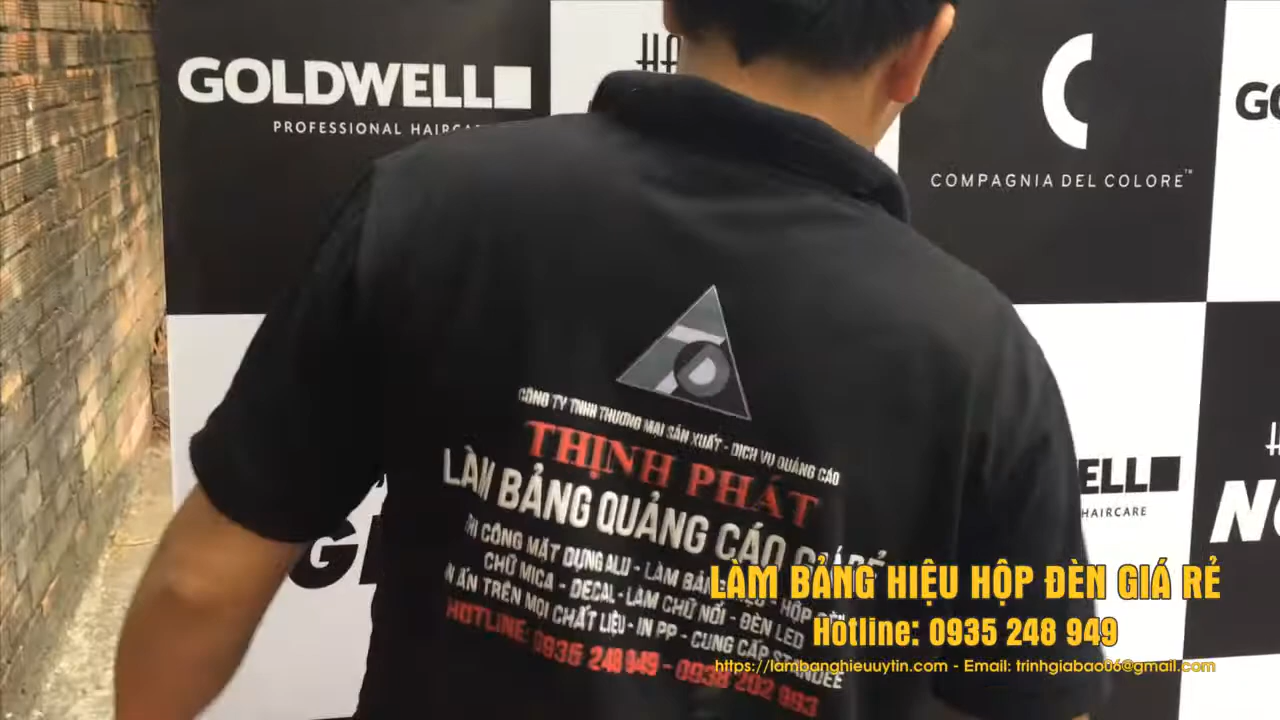 GOLDWELL
PROFESSIONAL HAIRCARE
COMPAGNIA DEL COLORE™
CÔNG TY TNHH THƯƠNG MẠI SẢN XUẤT - DỊCH VỤ QUẢNG CÁO
THỊNH PHÁT
LÀM BẢNG QUẢNG CÁO GIÁ RẺ
THI CÔNG MẶT DỰNG ALU - LÀM BẢNG HIỆU - HỘP ĐÈN
CHỮ MICA - DECAL - LÀM CHỮ NỔI - ĐÈN LED
IN ẤN TRÊN MỌI CHẤT LIỆU - IN PP - CUNG CẤP STANDEE
HOTLINE: 0935 248 949 - 0938 202 993
ELL
HAIRCARE
LÀM BẢNG HIỆU HỘP ĐÈN GIÁ RẺ
Hotline: 0935 248 949
https://lambanghieuuytin.com - Email: trinhgiabao06@gmail.com